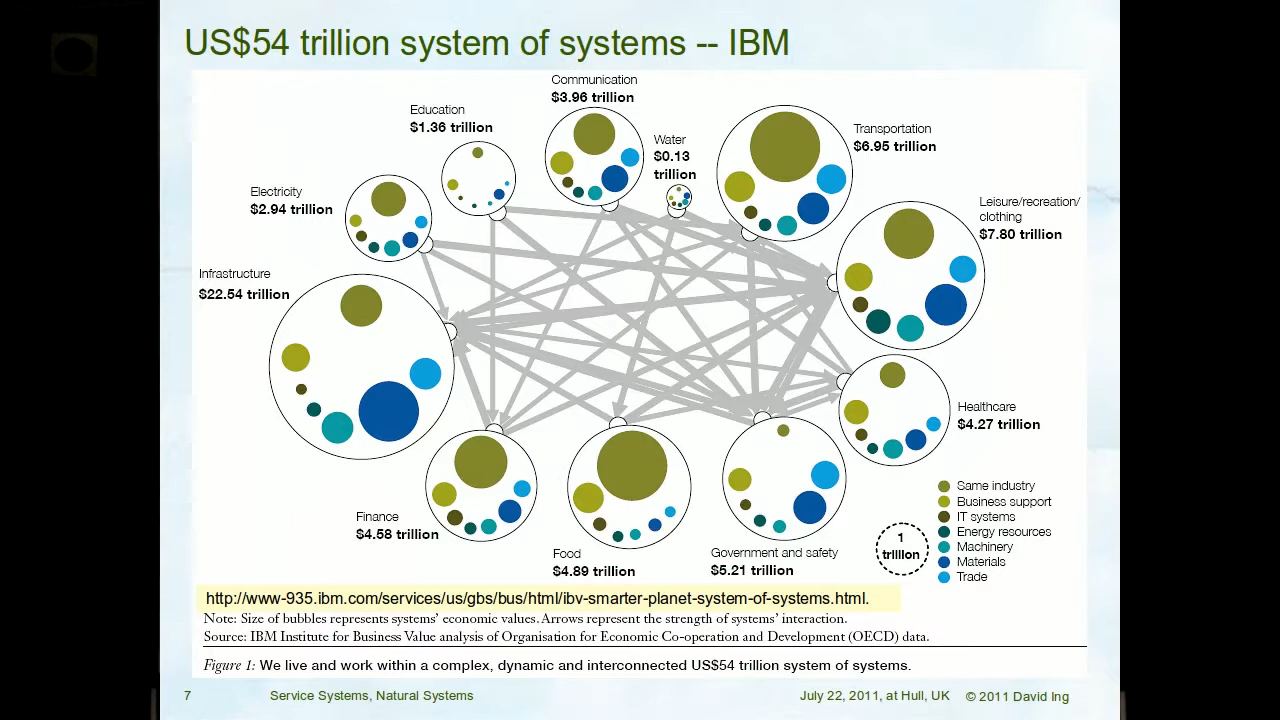 US$54 trillion system of systems -- IBM
Communication
$3.96 trillion
Education
$1.36 trillion
Water
$0.13
trillion
Transportation
$6.95 trillion
Electricity
$2.94 trillion
Leisure/recreation/
clothing
$7.80 trillion
Infrastructure
$22.54 trillion
Healthcare
$4.27 trillion
Finance
$4.58 trillion
Food
$4.89 trillion
Government and safety
$5.21 trillion
1
trillion
Same industry
Business support
IT systems
Energy resources
Machinery
Materials
Trade
http://www-935.ibm.com/services/us/gbs/bus/html/ibv-smarter-planet-system-of-systems.html.
Note: Size of bubbles represents systems' economic values. Arrows represent the strength of systems' interaction.
Source: IBM Institute for Business Value analysis of Organisation for Economic Co-operation and Development (OECD) data.
Figure 1: We live and work within a complex, dynamic and interconnected US$54 trillion system of systems.
7 Service Systems, Natural Systems July 22, 2011, at Hull, UK © 2011 David Ing